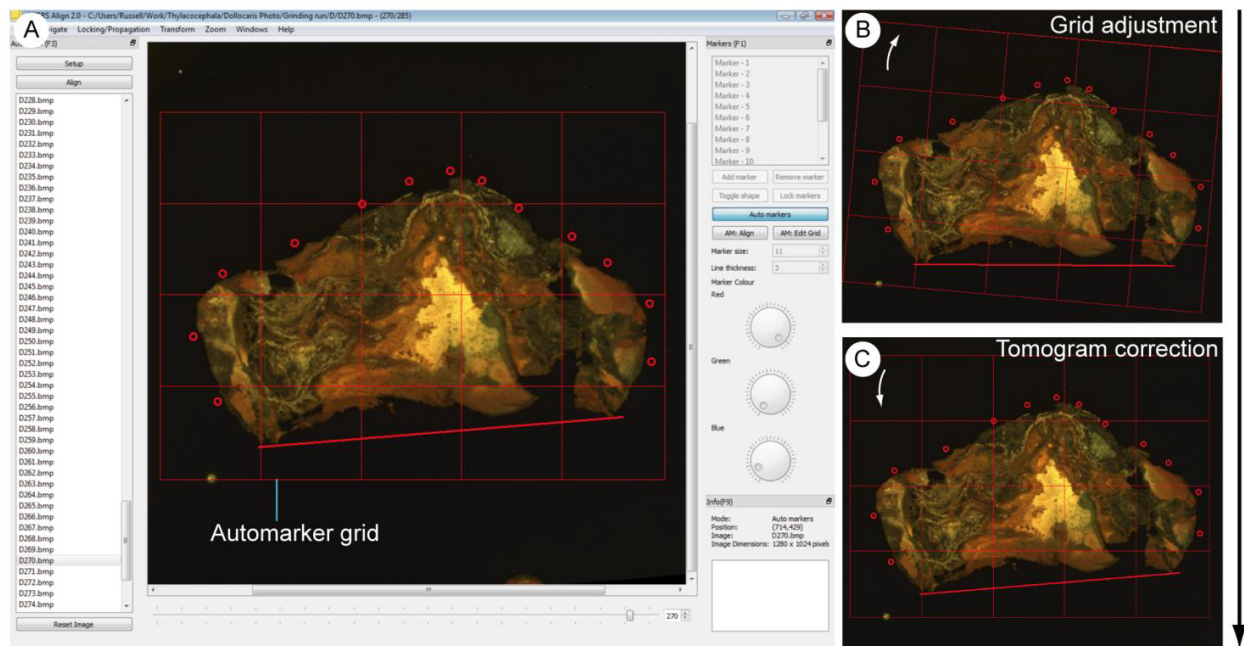 A
RS Align 2.0 - C:/Users/Russell/Work/Thylacocephala/Dollocaris Photo/Grinding run/D/D270.bmp - (270/285)
igate Locking/Propagation Transform Zoom Windows Help
(F3)
Setup
Align
D228.bmp
D229.bmp
D230.bmp
D231.bmp
D232.bmp
D233.bmp
D234.bmp
D235.bmp
D236.bmp
D237.bmp
D238.bmp
D239.bmp
D240.bmp
D241.bmp
D242.bmp
D243.bmp
D244.bmp
D245.bmp
D246.bmp
D247.bmp
D248.bmp
D249.bmp
D250.bmp
D251.bmp
D252.bmp
D253.bmp
D254.bmp
D255.bmp
D256.bmp
D257.bmp
D258.bmp
D259.bmp
D260.bmp
D261.bmp
D262.bmp
D263.bmp
D264.bmp
D265.bmp
D266.bmp
D267.bmp
D268.bmp
D269.bmp
D270.bmp
D271.bmp
D272.bmp
D273.bmp
D274.bmp
Reset Image
Automarker grid
270
Markers (F1)
Marker - 1
Marker - 2
Marker - 3
Marker - 4
Marker - 5
Marker - 6
Marker - 7
Marker - 8
Marker - 9
Marker - 10
Add marker Remove marker
Toggle shape Lock markers
Auto markers
AM: Align AM: Edit Grid
Marker size: 11
Line thickness: 3
Marker Colour
Red
Green
Blue
Info(F9)
Mode: Auto markers
Position: (714,429)
Image: D270.bmp
Image Dimensions: 1280 x 1024 pixels
B
Grid adjustment
C
Tomogram correction